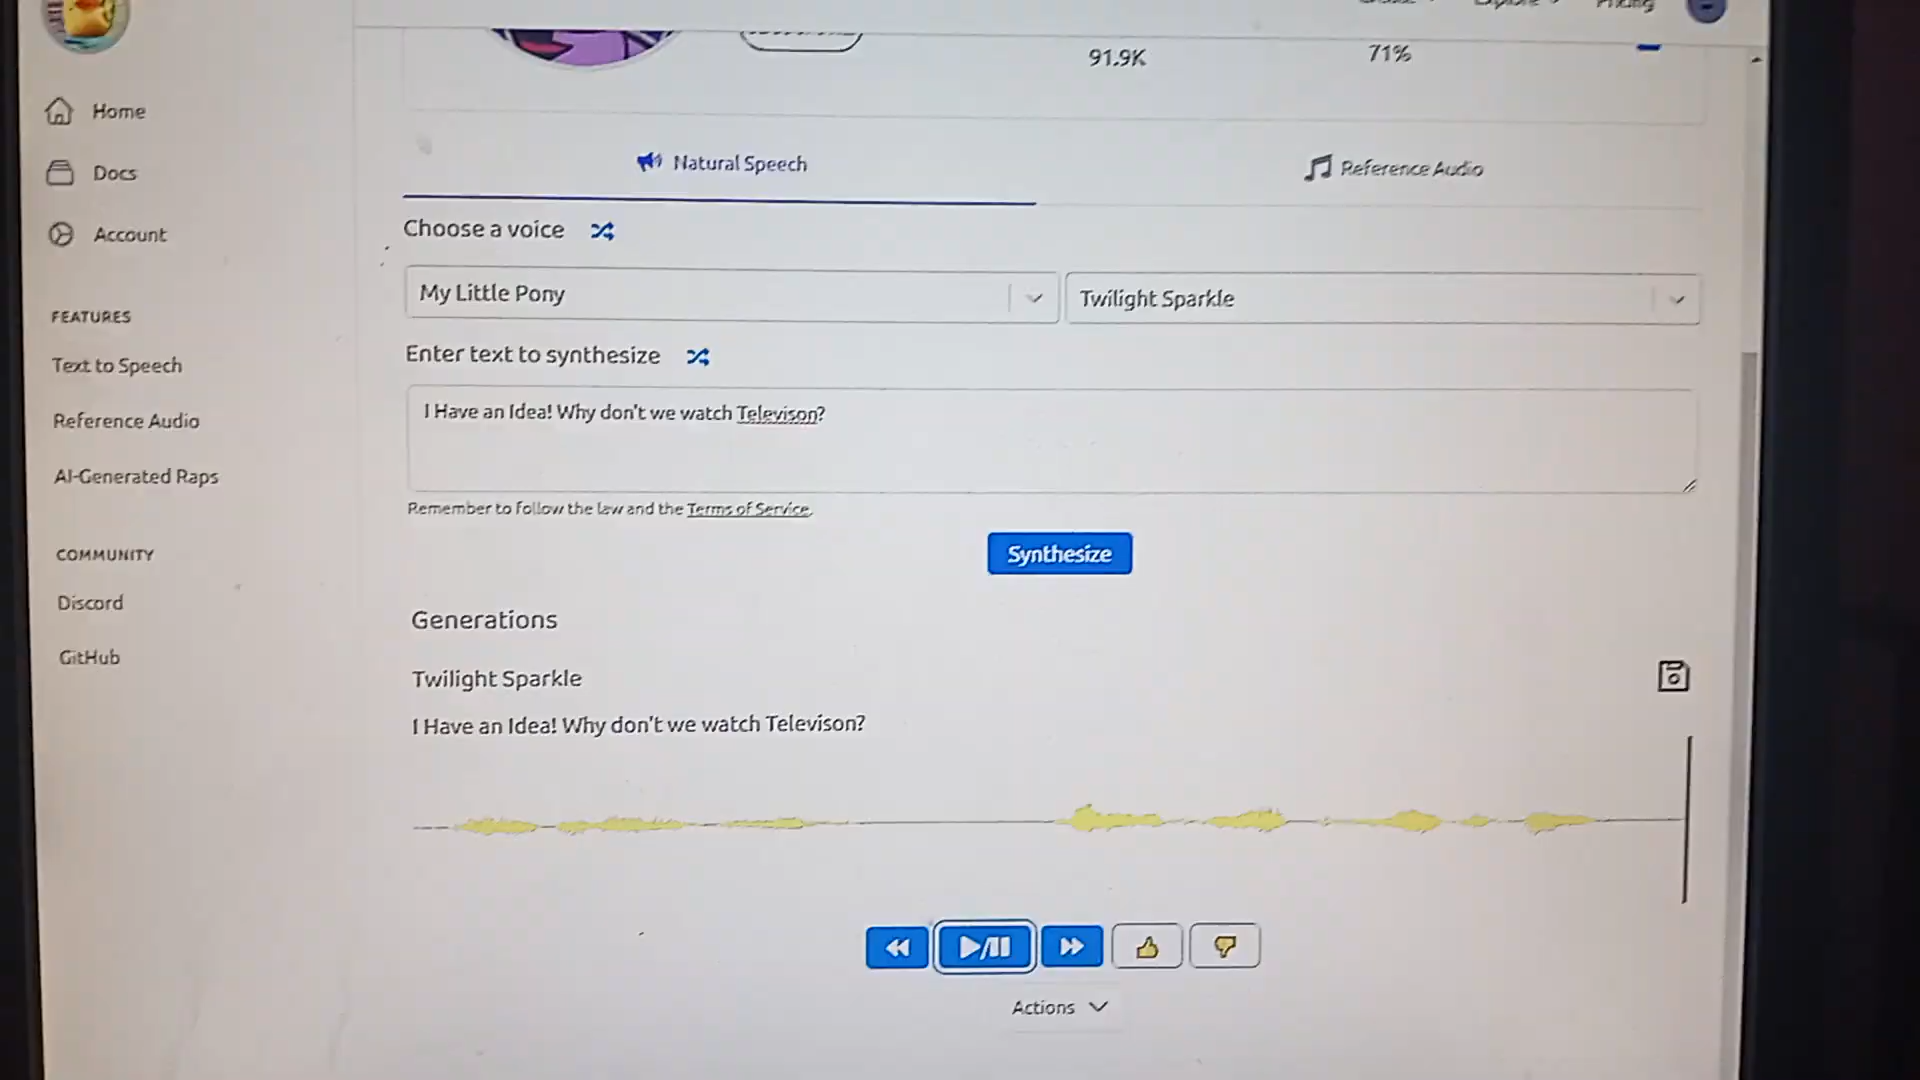 Pricing
91.9K
71%
Home
Docs
Account
FEATURES
Text to Speech
Reference Audio
AI-Generated Raps
COMMUNITY
Discord
GitHub
Natural Speech
Reference Audio
Choose a voice
My Little Pony
Twilight Sparkle
Enter text to synthesize
I Have an Idea! Why don't we watch Televison?
Remember to follow the law and the Terms of Service.
Synthesize
Generations
Twilight Sparkle
I Have an Idea! Why don't we watch Televison?
Actions